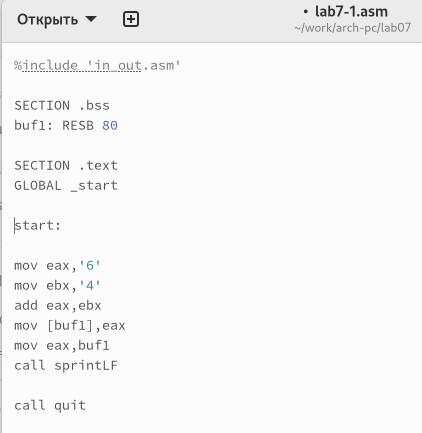 Открыть
• lab7-1.asm
~/work/arch-pc/lab07
%include 'in_out.asm'
SECTION .bss
buf1: RESB 80
SECTION .text
GLOBAL _start
start:
mov eax,'6'
mov ebx,'4'
add eax,ebx
mov [buf1],eax
mov eax,buf1
call sprintLF
call quit